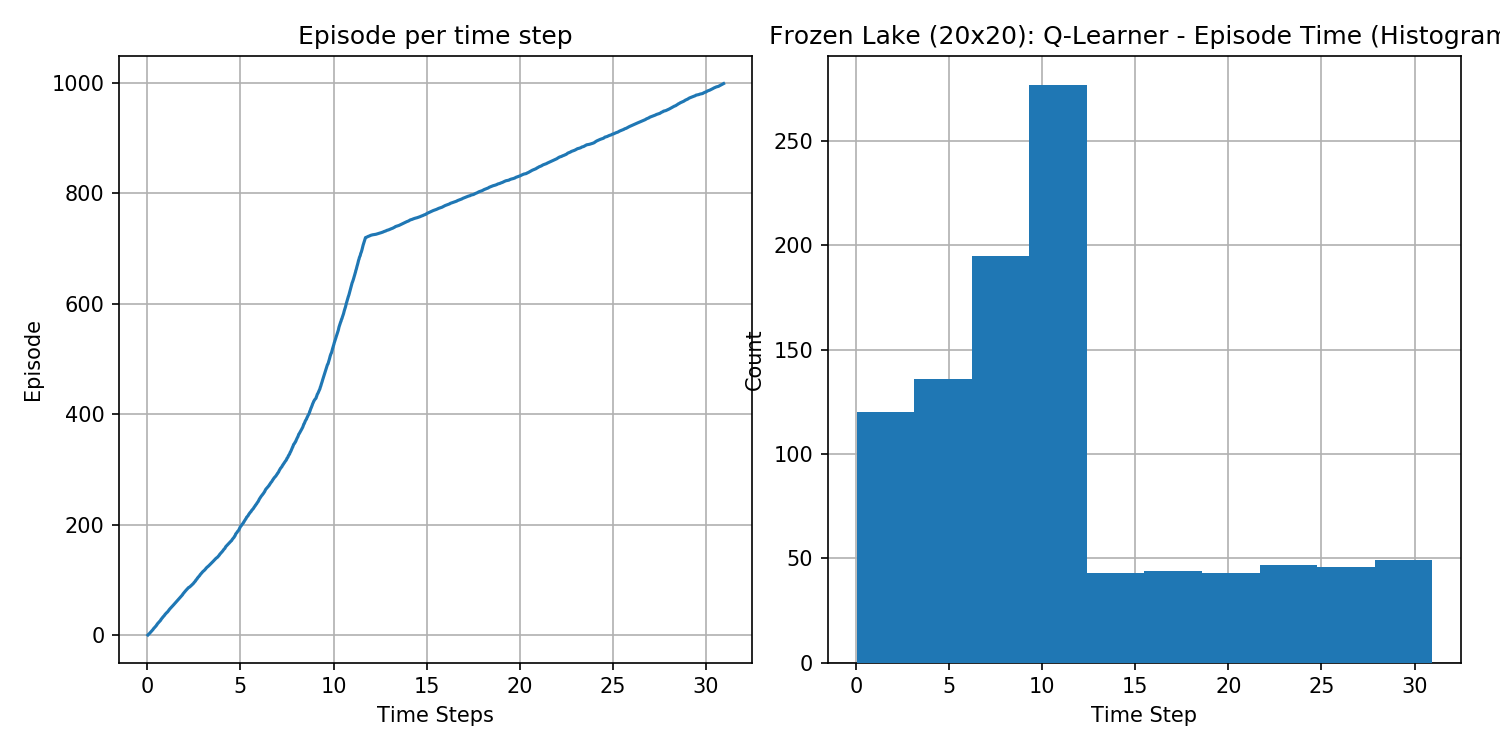 Episode per time step
1000
800
600
400
200
0
Episode
0 5 10 15 20 25 30
Time Steps
Frozen Lake (20x20): Q-Learner - Episode Time (Histogram
250
200
150
100
50
0
Count
0 5 10 15 20 25 30
Time Step